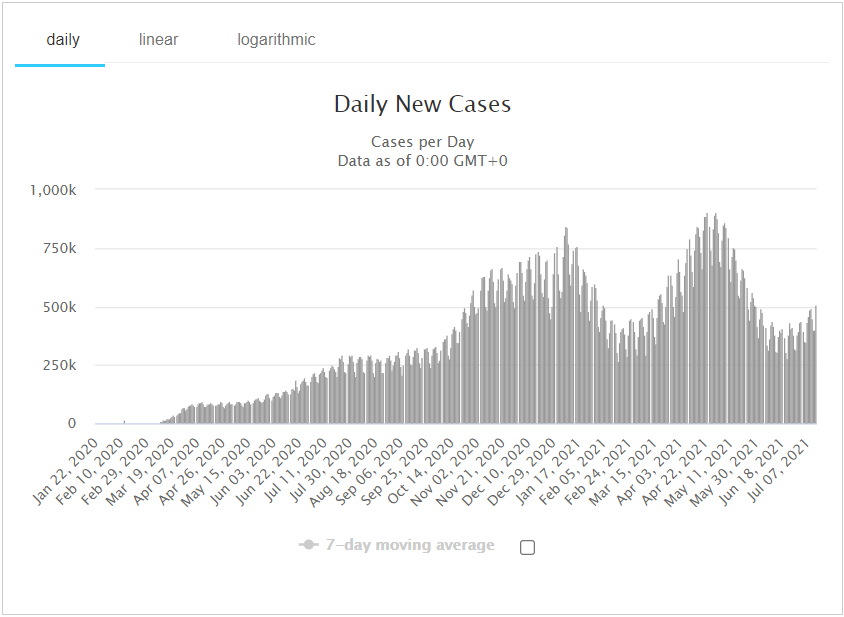 daily linear logarithmic
Daily New Cases
Cases per Day
Data as of 0:00 GMT+0
1,000k
750k
500k
250k
0
Jan 22, 2020
Feb 10, 2020
Feb 29, 2020
Mar 19, 2020
Apr 07, 2020
Apr 26, 2020
May 15, 2020
Jun 03, 2020
Jun 22, 2020
Jul 11, 2020
Jul 30, 2020
Aug 18, 2020
Sep 06, 2020
Sep 25, 2020
Oct 14, 2020
Nov 02, 2020
Nov 21, 2020
Dec 10, 2020
Dec 29, 2020
Jan 17, 2021
Feb 05, 2021
Feb 24, 2021
Mar 15, 2021
Apr 03, 2021
Apr 22, 2021
May 11, 2021
May 30, 2021
Jun 18, 2021
Jul 07, 2021
7-day moving average